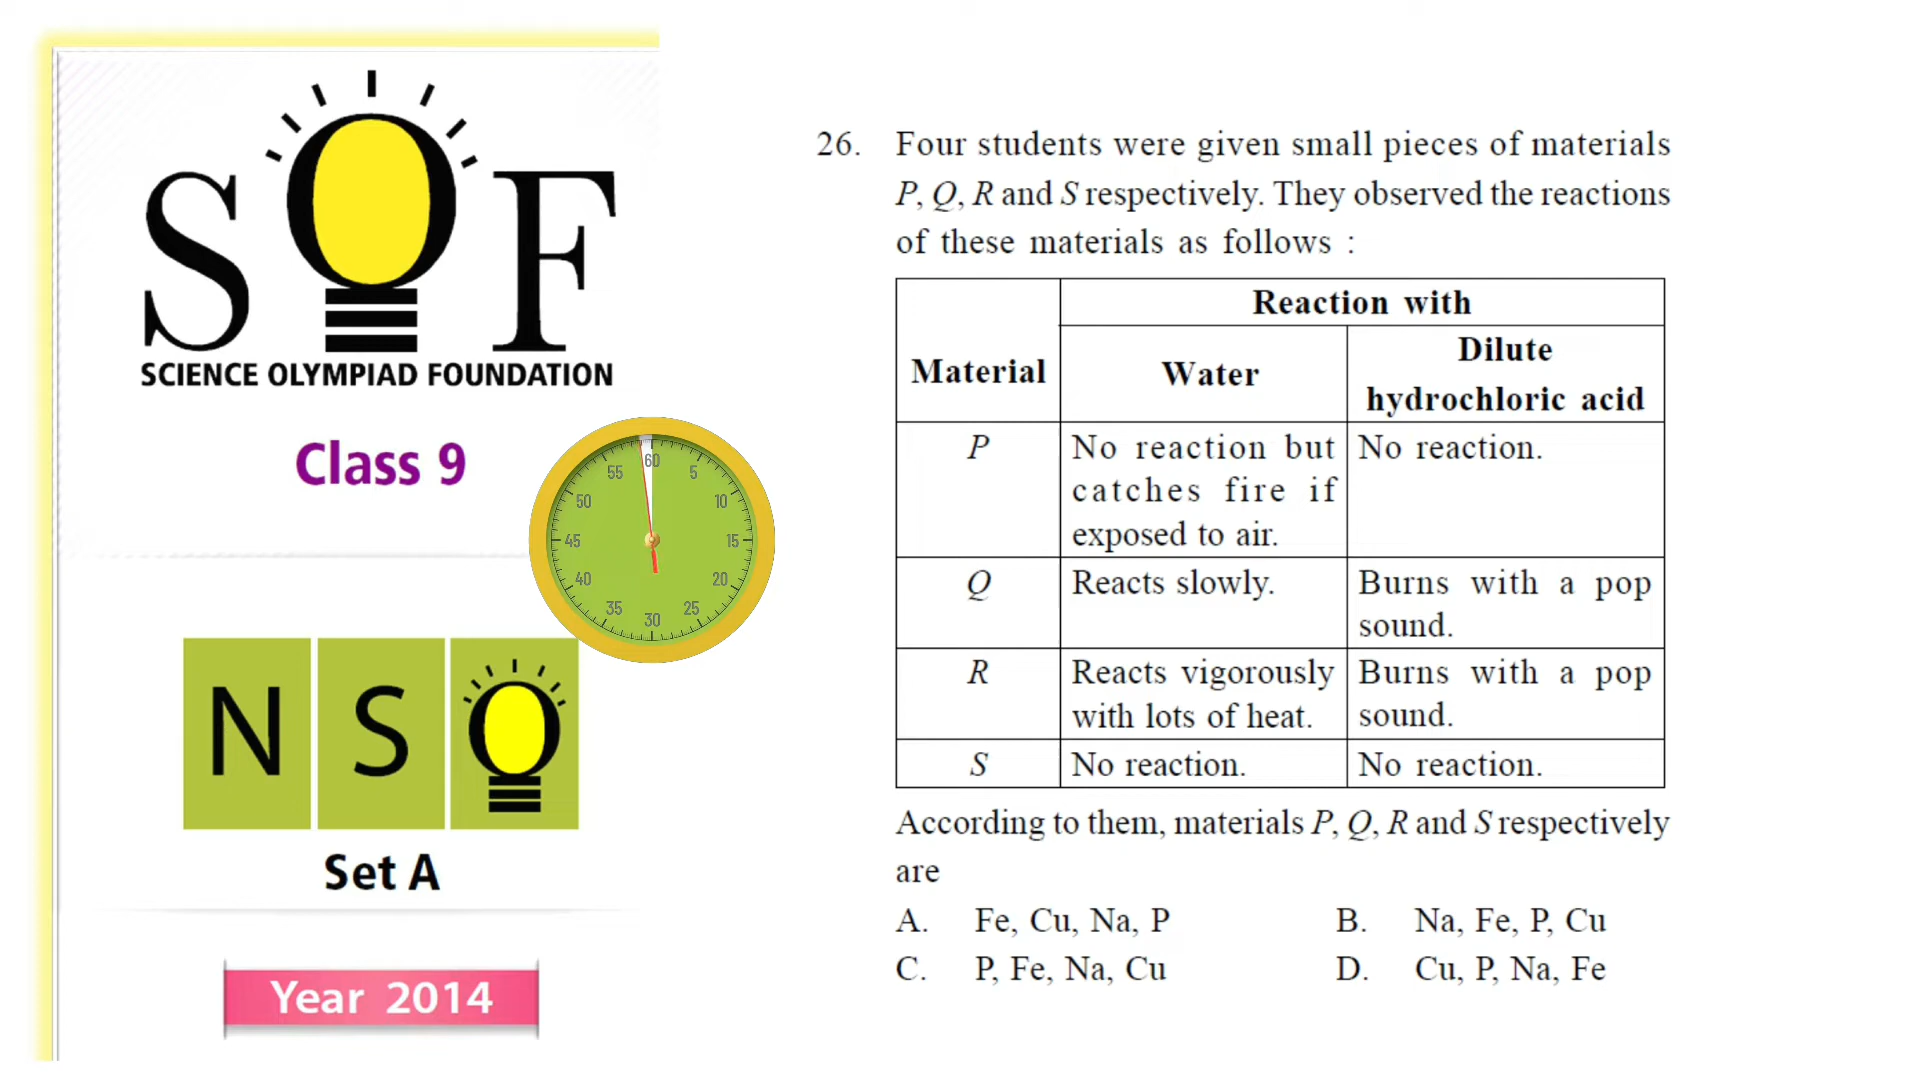 SOF
SCIENCE OLYMPIAD FOUNDATION
Class 9
60
5
10
15
20
25
30
35
40
45
50
55
NSO
Set A
Year 2014
26. Four students were given small pieces of materials
P, Q, R and S respectively. They observed the reactions
of these materials as follows :
Material
Reaction with
Water
Dilute
hydrochloric acid
P
No reaction but
catches fire if
exposed to air.
No reaction.
Q
Reacts slowly.
Burns with a pop
sound.
R
Reacts vigorously
with lots of heat.
Burns with a pop
sound.
S
No reaction.
No reaction.
According to them, materials P, Q, R and S respectively
are
A. Fe, Cu, Na, P
B. Na, Fe, P, Cu
C. P, Fe, Na, Cu
D. Cu, P, Na, Fe